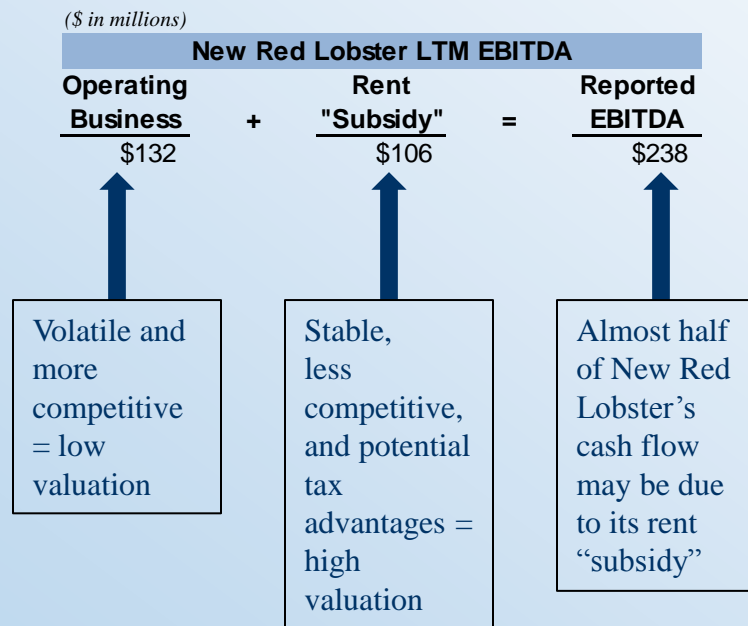 ($ in millions)
New Red Lobster LTM EBITDA
Operating Business + Rent "Subsidy" = Reported EBITDA
$132 $106 $238
Volatile and
more
competitive
= low
valuation
Stable,
less
competitive,
and potential
tax
advantages =
high
valuation
Almost half
of New Red
Lobster’s
cash flow
may be due
to its rent
“subsidy”